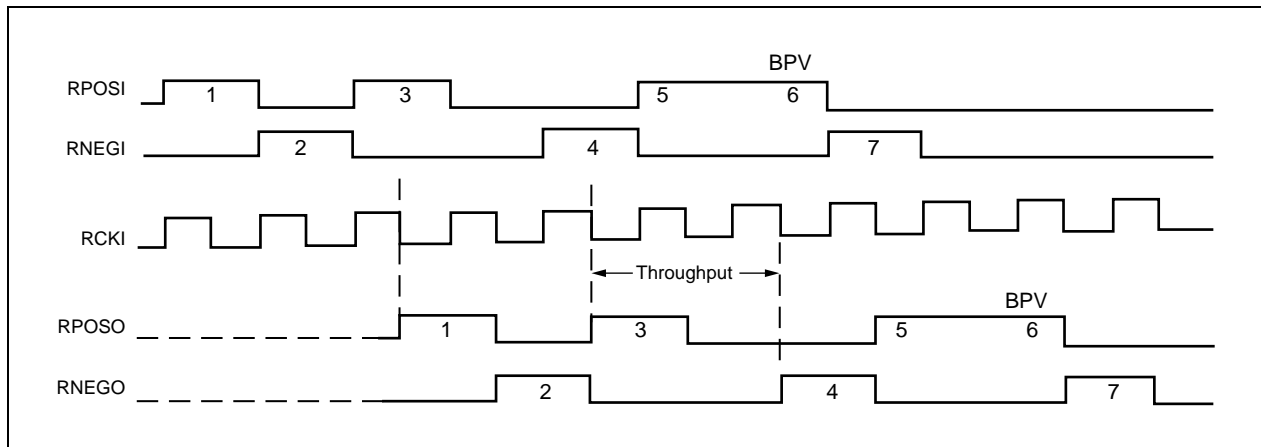 BPV
RPOSI 1 3 5 6
RNEGI 2 4 7
RCKI
Throughput
BPV
RPOSO 1 3 5 6
RNEGO 2 4 7